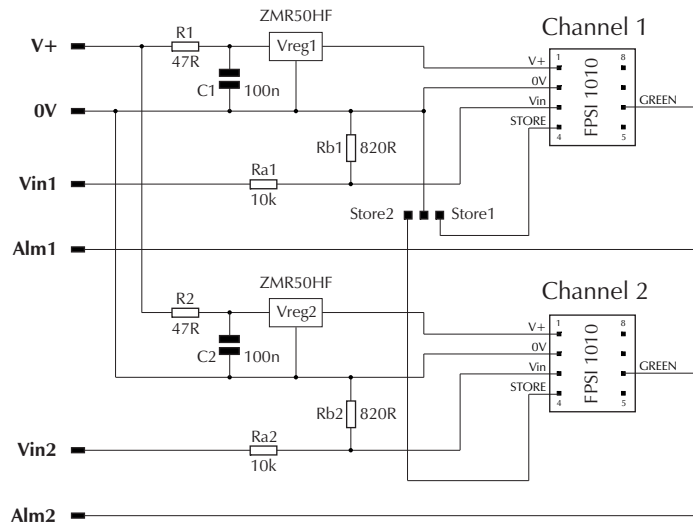 ZMR50HF
Channel 1
V+
R1
47R
Vreg1
C1
100n
V+
0V
Vin
STORE
1
8
4
5
FPSI 1010
GREEN
0V
Rb1
820R
Vin1
Ra1
10k
Store2
Store1
Alm1
ZMR50HF
Channel 2
R2
47R
Vreg2
C2
100n
V+
0V
Vin
STORE
1
8
4
5
FPSI 1010
GREEN
Rb2
820R
Vin2
Ra2
10k
Alm2